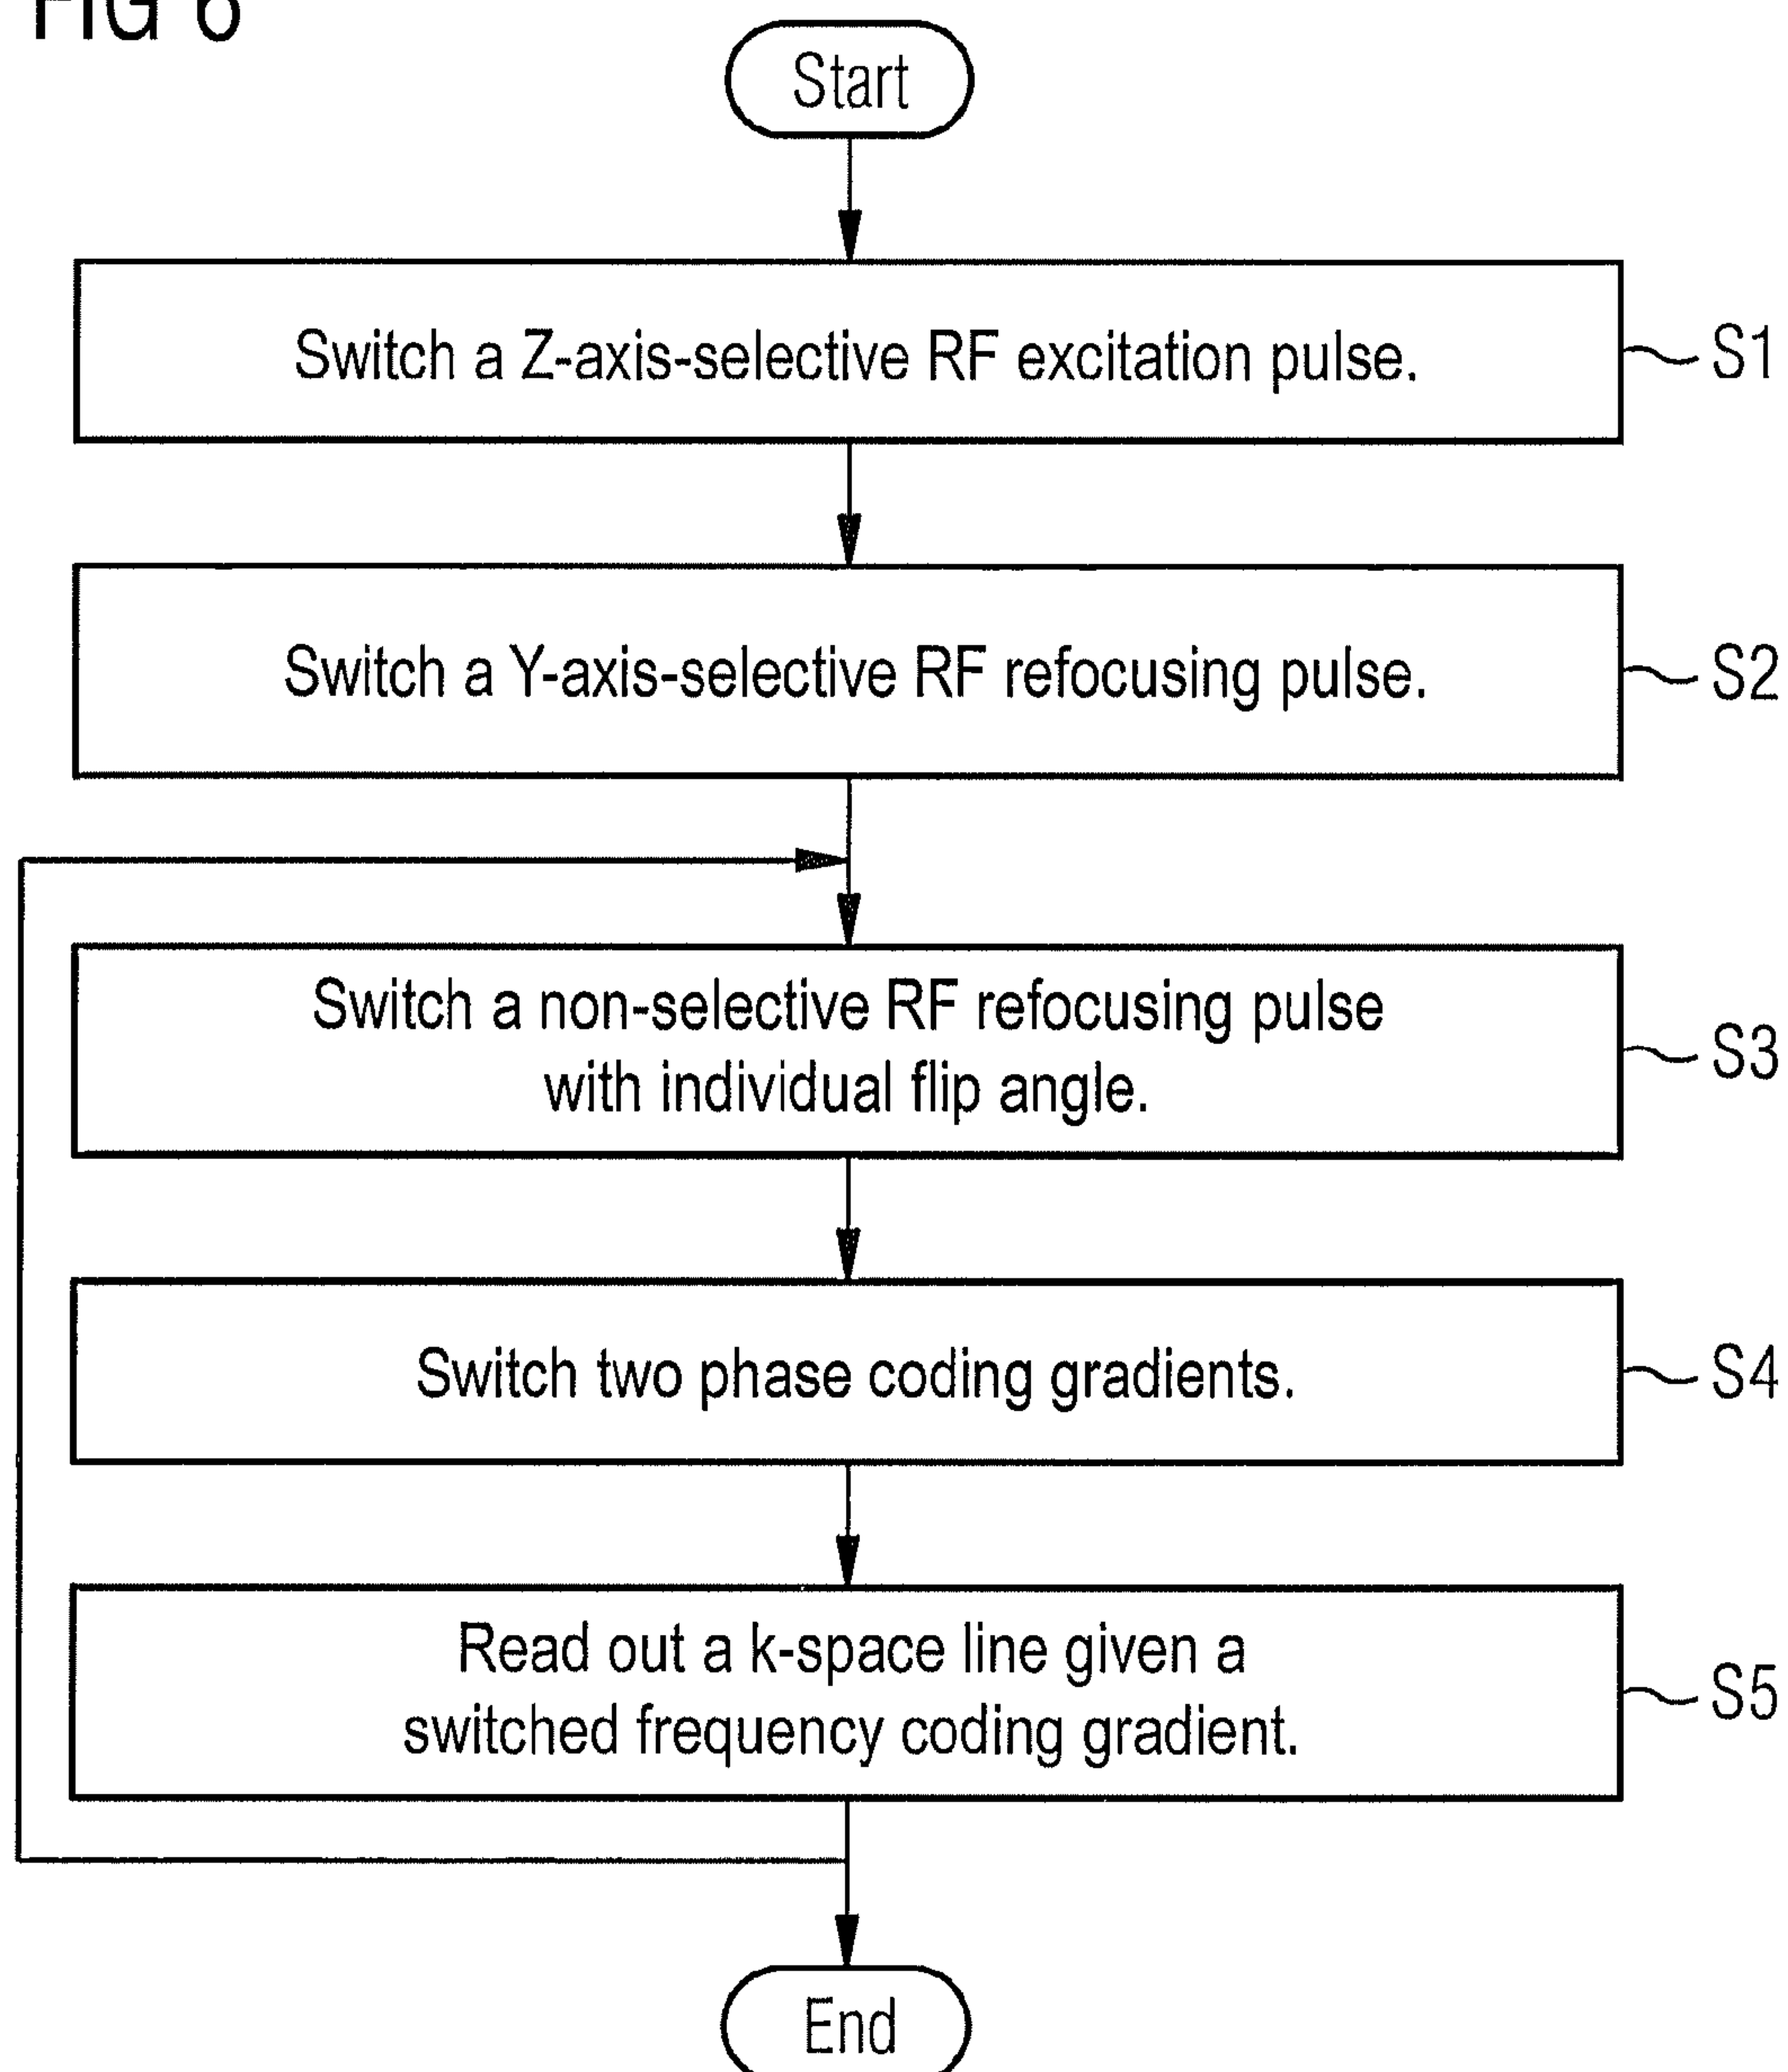 FIG 6
Start
Switch a Z-axis-selective RF excitation pulse.
S1
Switch a Y-axis-selective RF refocusing pulse.
S2
Switch a non-selective RF refocusing pulse
with individual flip angle.
S3
Switch two phase coding gradients.
S4
Read out a k-space line given a
switched frequency coding gradient.
S5
End